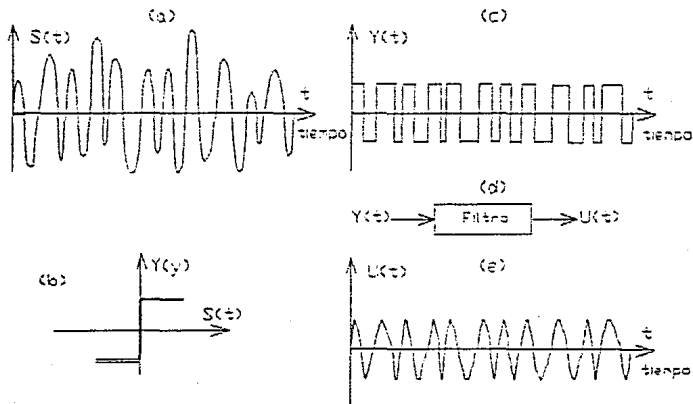 (a)
S(t)
t
tiempo
(c)
Y(t)
t
tiempo
(d)
Y(t)
Filtro
U(t)
(b)
Y(y)
S(t)
(e)
U(t)
t
tiempo